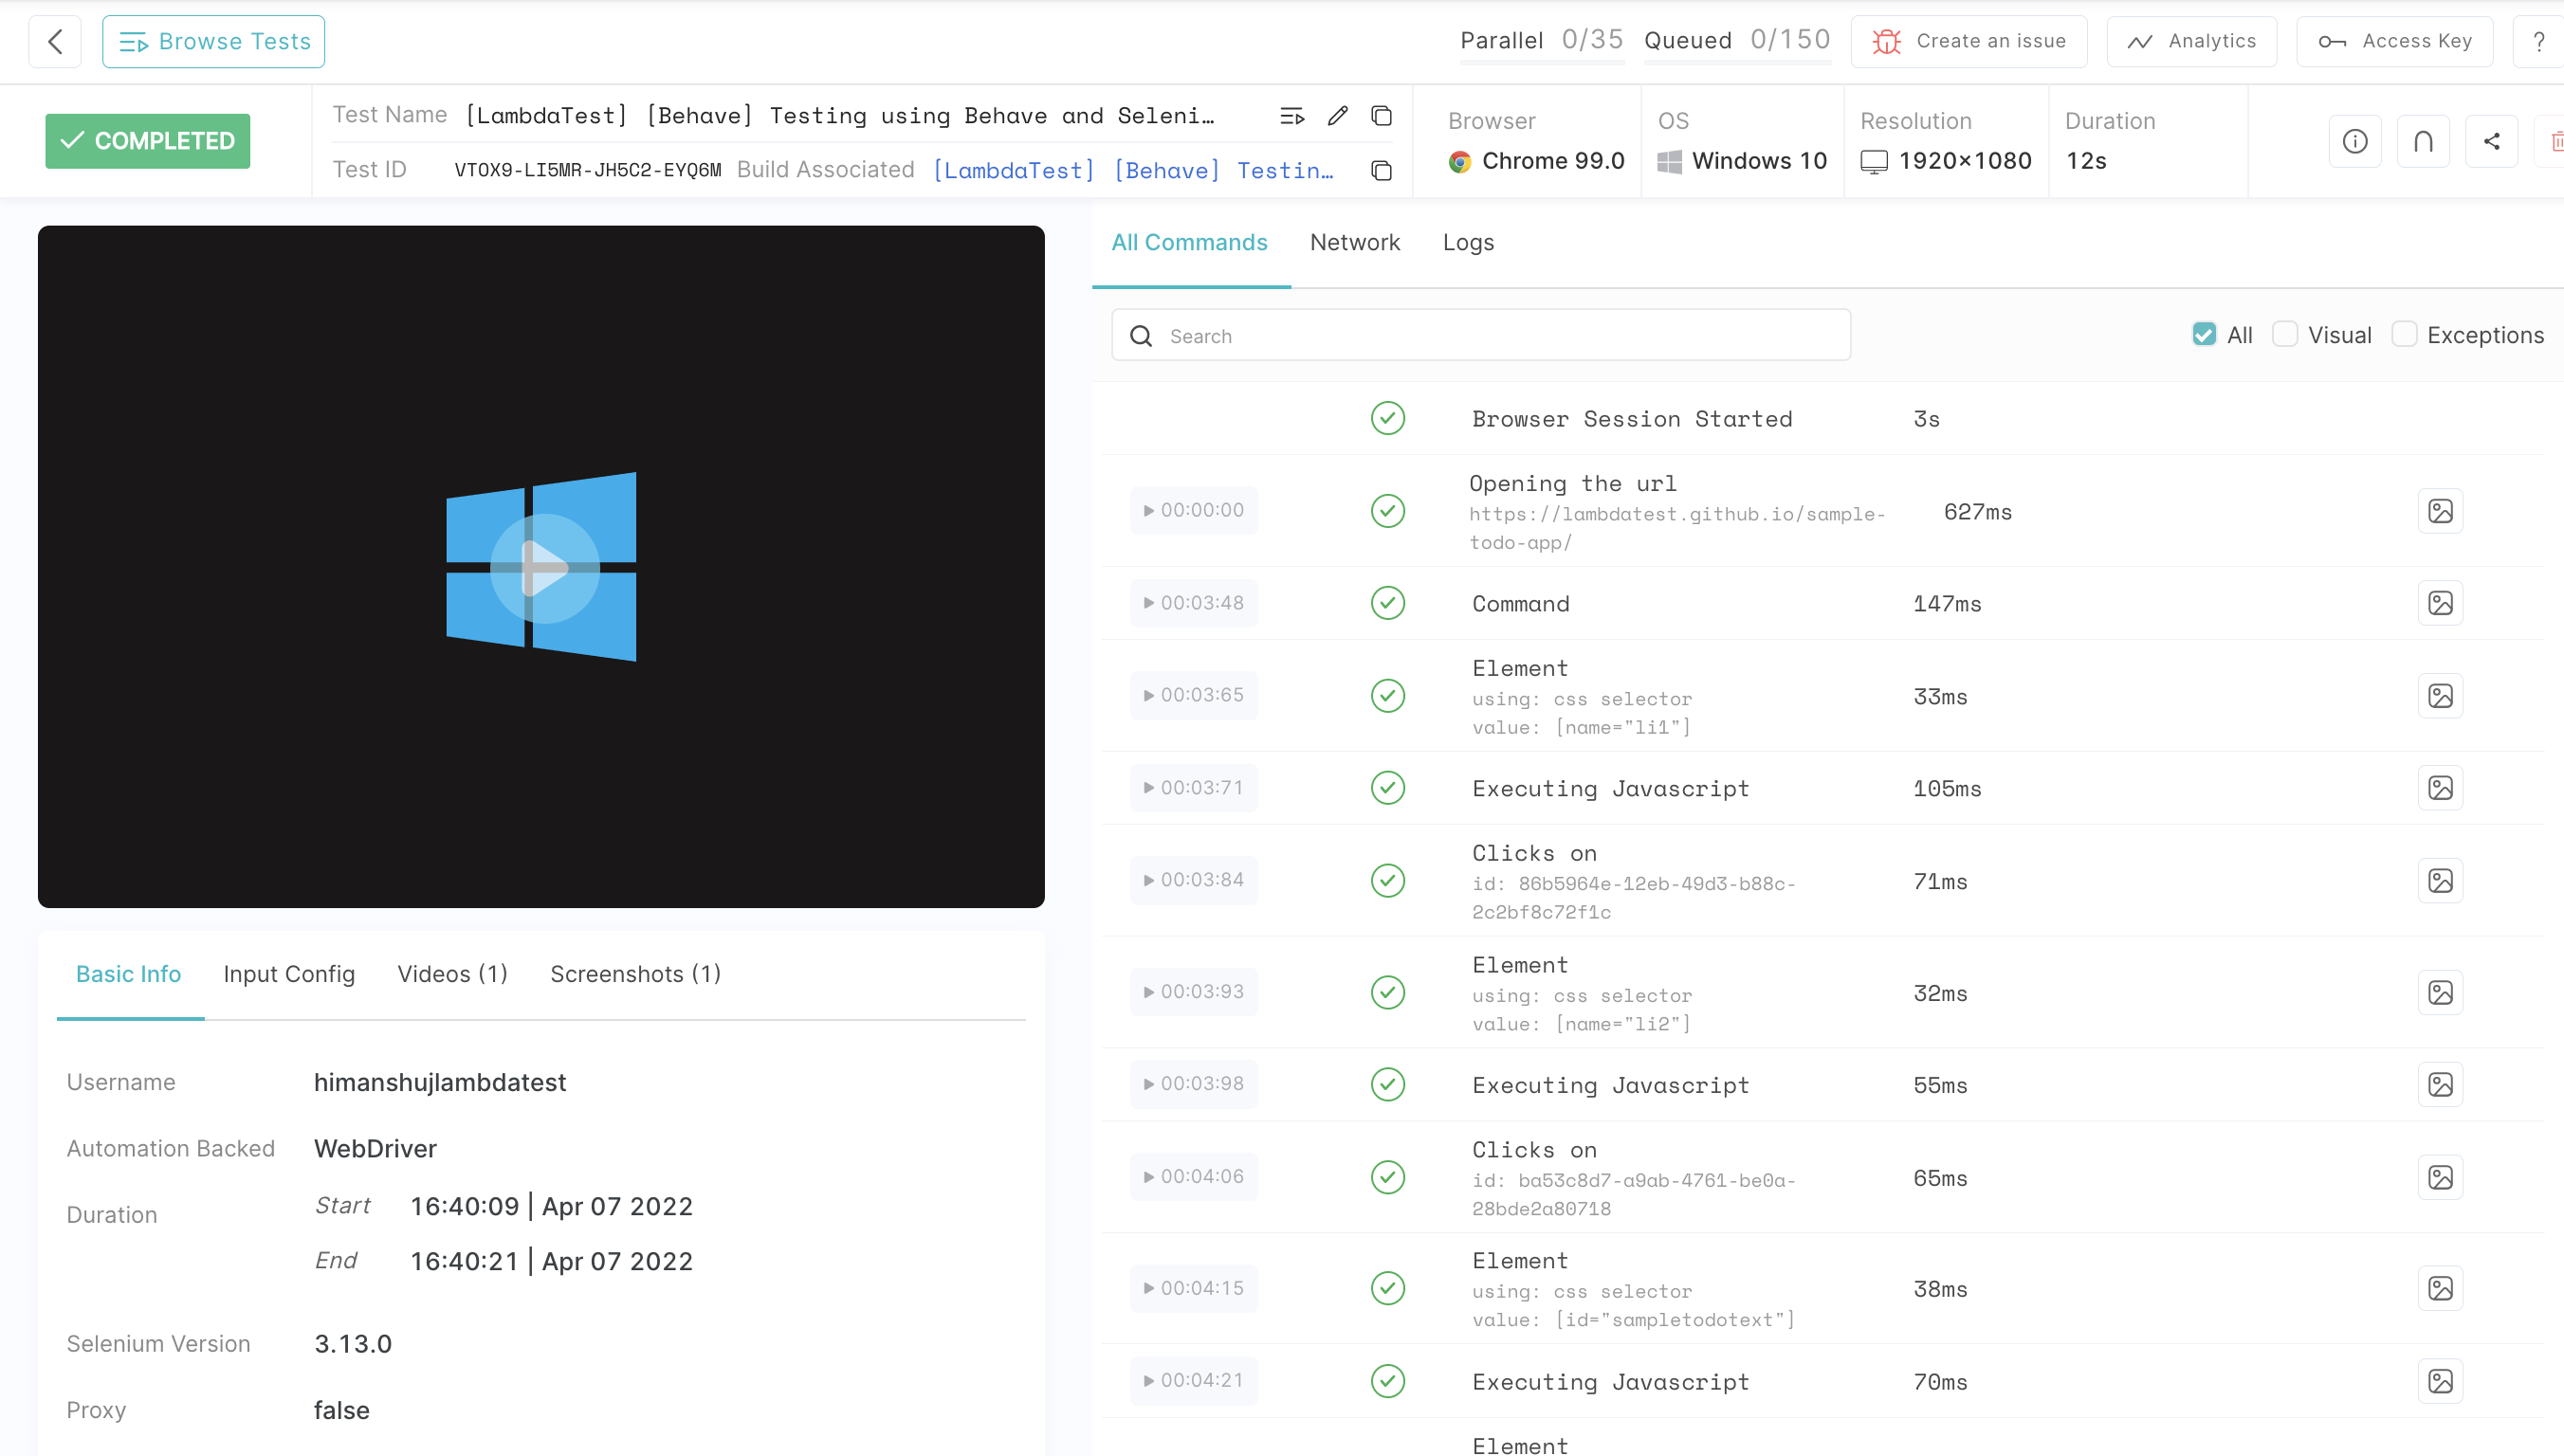 Browse Tests
Parallel 0/35 Queued 0/150 Create an issue Analytics Access Key ?
COMPLETED
Test Name [LambdaTest] [Behave] Testing using Behave and Seleni…
Test ID VTOX9-LI5MR-JH5C2-EYQ6M Build Associated [LambdaTest] [Behave] Testin…
Browser OS Resolution Duration
Chrome 99.0 Windows 10 1920×1080 12s
All Commands Network Logs
Search All Visual Exceptions
Browser Session Started 3s
00:00:00 Opening the url 627ms
https://lambdatest.github.io/sample-
todo-app/
00:03:48 Command 147ms
00:03:65 Element 33ms
using: css selector
value: [name="li1"]
00:03:71 Executing Javascript 105ms
00:03:84 Clicks on 71ms
id: 86b5964e-12eb-49d3-b88c-
2c2bf8c72f1c
00:03:93 Element 32ms
using: css selector
value: [name="li2"]
00:03:98 Executing Javascript 55ms
00:04:06 Clicks on 65ms
id: ba53c8d7-a9ab-4761-be0a-
28bde2a80718
00:04:15 Element 38ms
using: css selector
value: [id="sampletodotext"]
00:04:21 Executing Javascript 70ms
Element
Basic Info Input Config Videos (1) Screenshots (1)
Username himanshujlambdatest
Automation Backed WebDriver
Duration Start 16:40:09 | Apr 07 2022
End 16:40:21 | Apr 07 2022
Selenium Version 3.13.0
Proxy false